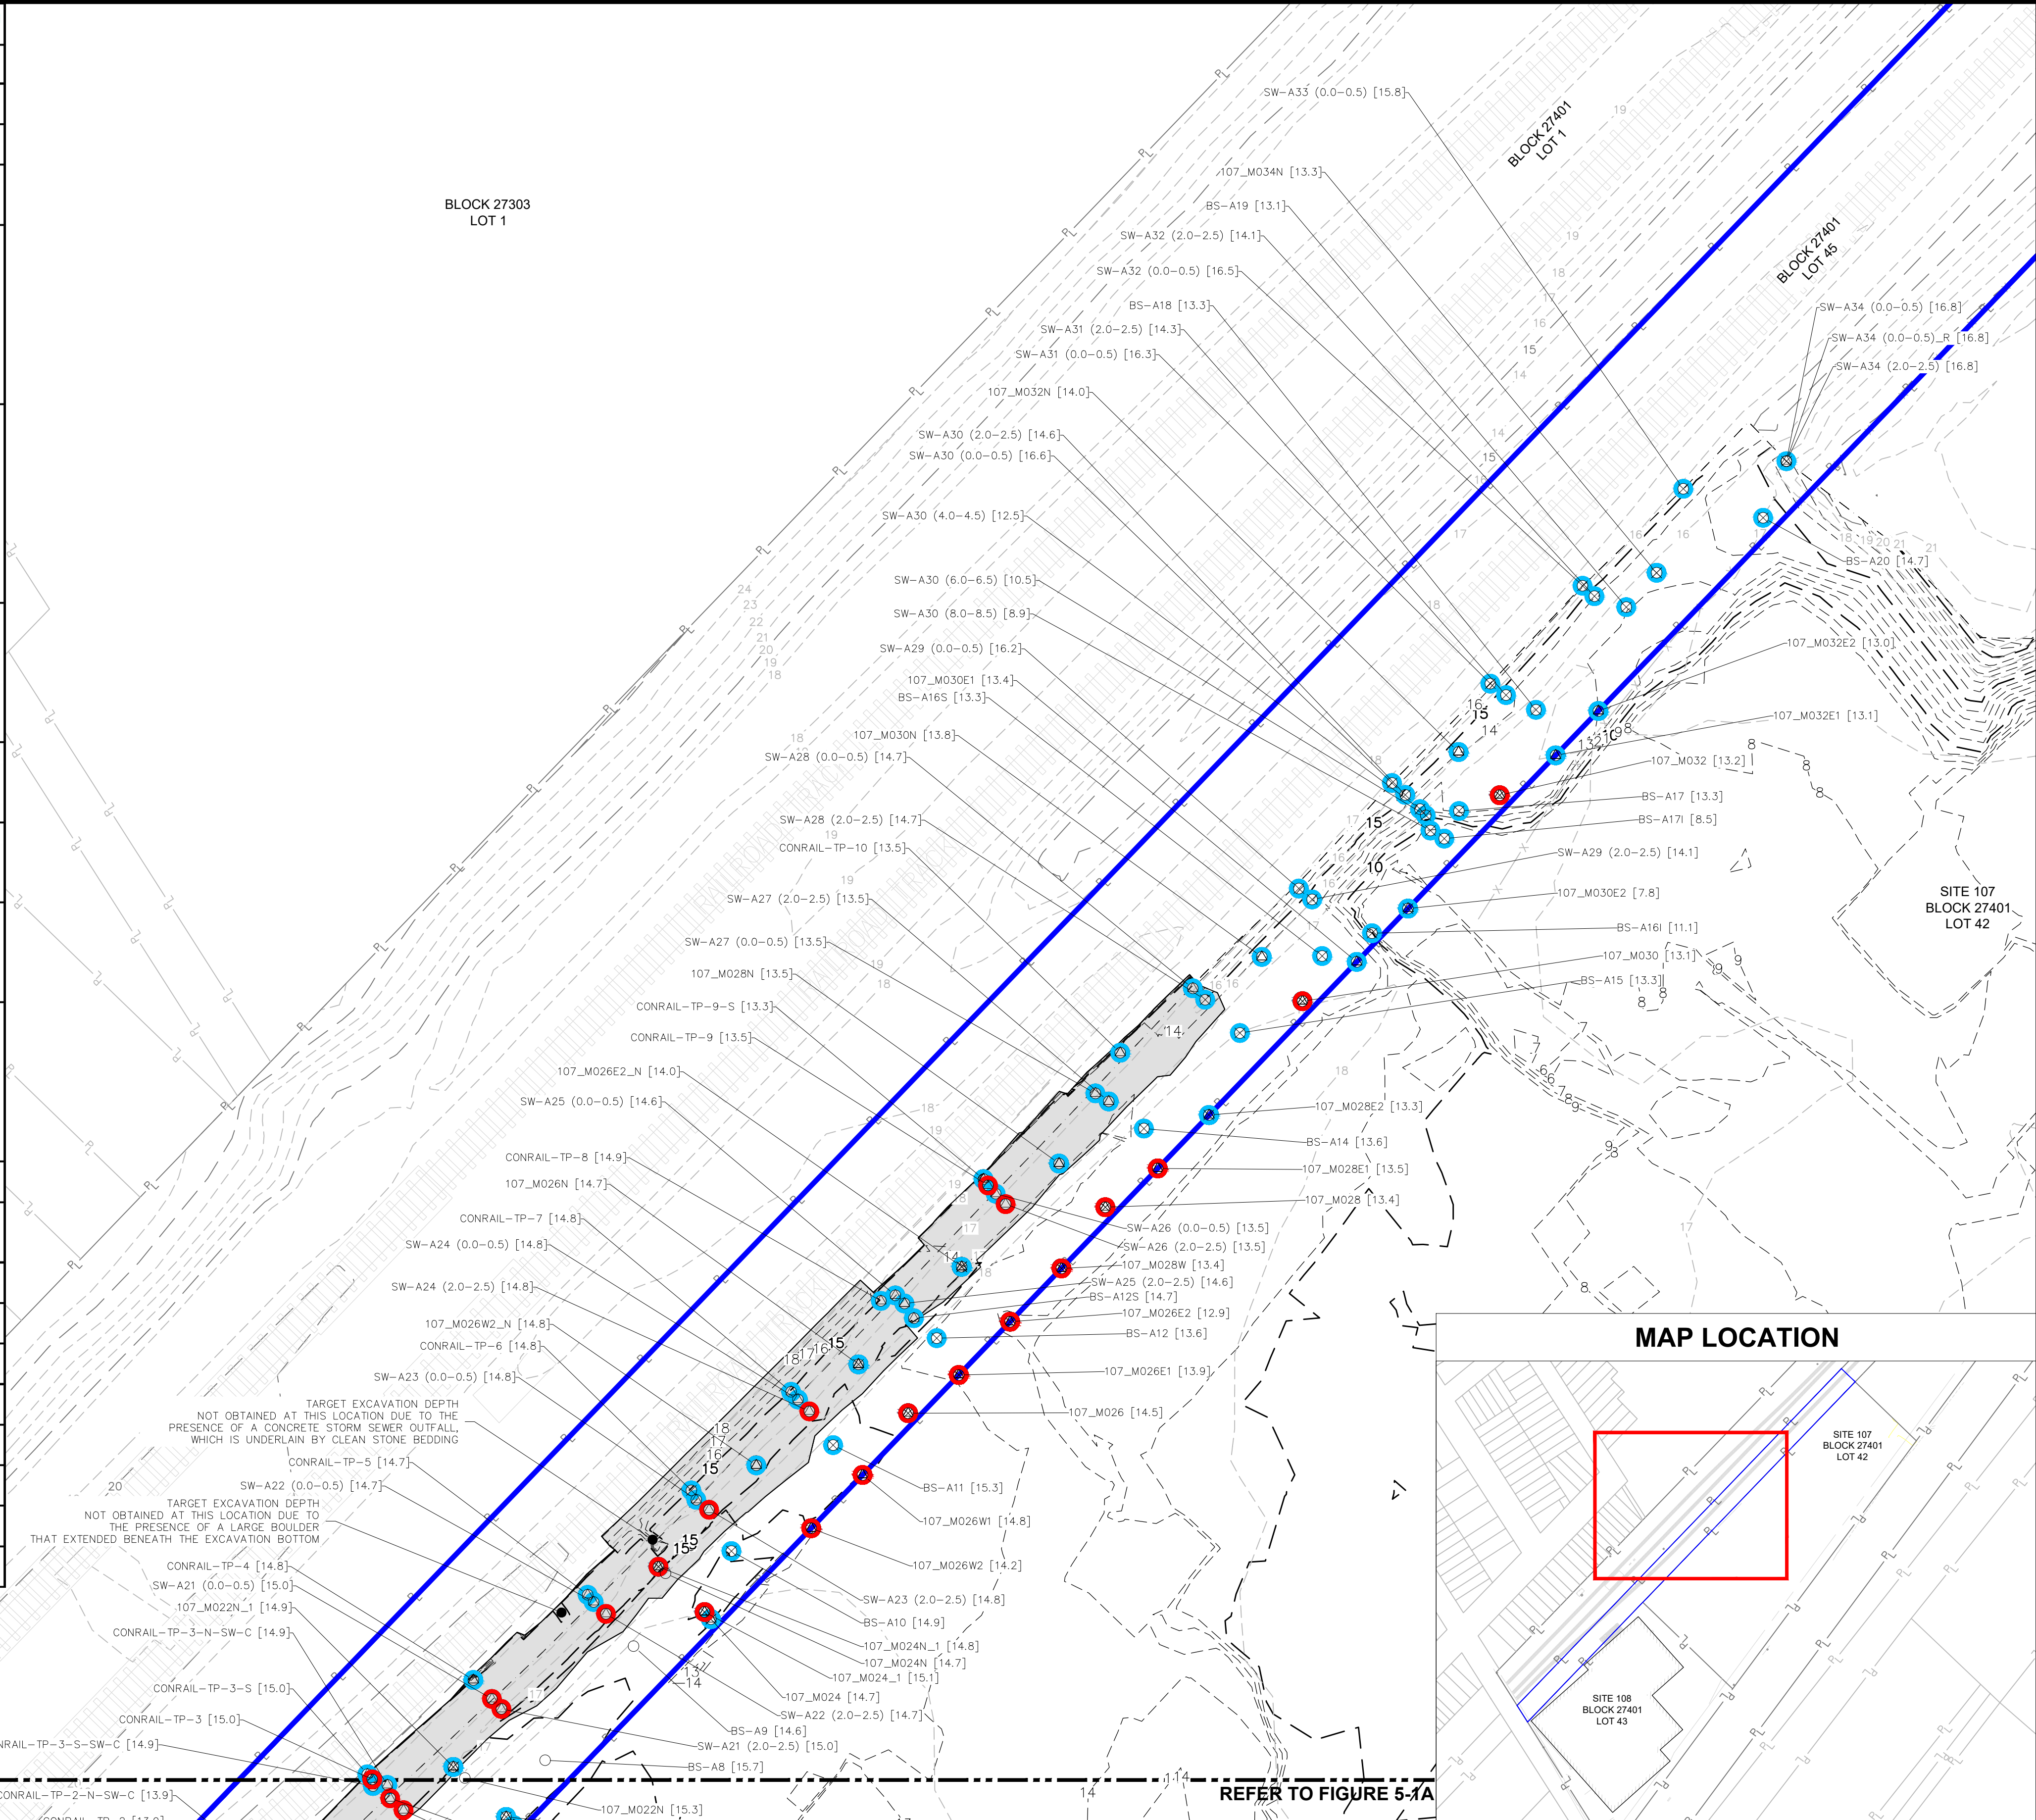 BLOCK 27303
LOT 1
BLOCK 27401
LOT 1
BLOCK 27401
LOT 45
SW-A33 (0.0-0.5) [15.8]
107_M034N [13.3]
BS-A19 [13.1]
SW-A32 (2.0-2.5) [14.1]
SW-A32 (0.0-0.5) [16.5]
BS-A18 [13.3]
SW-A31 (2.0-2.5) [14.3]
SW-A31 (0.0-0.5) [16.3]
107_M032N [14.0]
SW-A30 (2.0-2.5) [14.6]
SW-A30 (0.0-0.5) [16.6]
SW-A30 (4.0-4.5) [12.5]
SW-A30 (6.0-6.5) [10.5]
SW-A30 (8.0-8.5) [8.9]
SW-A29 (0.0-0.5) [16.2]
107_M030E1 [13.4]
BS-A16S [13.3]
107_M030N [13.8]
SW-A28 (0.0-0.5) [14.7]
SW-A28 (2.0-2.5) [14.7]
CONRAIL-TP-10 [13.5]
SW-A27 (2.0-2.5) [13.5]
SW-A27 (0.0-0.5) [13.5]
107_M028N [13.5]
CONRAIL-TP-9-S [13.3]
CONRAIL-TP-9 [13.5]
107_M026E2_N [14.0]
SW-A25 (0.0-0.5) [14.6]
CONRAIL-TP-8 [14.9]
107_M026N [14.7]
CONRAIL-TP-7 [14.8]
SW-A24 (0.0-0.5) [14.8]
SW-A24 (2.0-2.5) [14.8]
107_M026W2_N [14.8]
CONRAIL-TP-6 [14.8]
SW-A23 (0.0-0.5) [14.8]
TARGET EXCAVATION DEPTH
NOT OBTAINED AT THIS LOCATION DUE TO THE
PRESENCE OF A CONCRETE STORM SEWER OUTFALL,
WHICH IS UNDERLAIN BY CLEAN STONE BEDDING
CONRAIL-TP-5 [14.7]
SW-A22 (0.0-0.5) [14.7]
TARGET EXCAVATION DEPTH
NOT OBTAINED AT THIS LOCATION DUE TO
THE PRESENCE OF A LARGE BOULDER
THAT EXTENDED BENEATH THE EXCAVATION BOTTOM
CONRAIL-TP-4 [14.8]
SW-A21 (0.0-0.5) [15.0]
107_M022N_1 [14.9]
CONRAIL-TP-3-N-SW-C [14.9]
CONRAIL-TP-3-S [15.0]
CONRAIL-TP-3 [15.0]
NRAIL-TP-3-S-SW-C [14.9]
CONRAIL-TP-2-N-SW-C [13.9]
SW-A34 (0.0-0.5) [16.8]
SW-A34 (0.0-0.5)_R [16.8]
SW-A34 (2.0-2.5) [16.8]
BS-A20 [14.7]
107_M032E2 [13.0]
107_M032E1 [13.1]
107_M032 [13.2]
BS-A17 [13.3]
BS-A17I [8.5]
SW-A29 (2.0-2.5) [14.1]
107_M030E2 [7.8]
BS-A16I [11.1]
107_M030 [13.1]
BS-A15 [13.3]
SITE 107
BLOCK 27401
LOT 42
107_M028E2 [13.3]
BS-A14 [13.6]
107_M028E1 [13.5]
107_M028 [13.4]
SW-A26 (0.0-0.5) [13.5]
SW-A26 (2.0-2.5) [13.5]
107_M028W [13.4]
SW-A25 (2.0-2.5) [14.6]
BS-A12S [14.7]
107_M026E2 [12.9]
BS-A12 [13.6]
107_M026E1 [13.9]
107_M026 [14.5]
BS-A11 [15.3]
107_M026W1 [14.8]
107_M026W2 [14.2]
SW-A23 (2.0-2.5) [14.8]
BS-A10 [14.9]
107_M024N_1 [14.8]
107_M024N [14.7]
107_M024_1 [15.1]
107_M024 [14.7]
SW-A22 (2.0-2.5) [14.7]
BS-A9 [14.6]
SW-A21 (2.0-2.5) [15.0]
BS-A8 [15.7]
107_M022N [15.3]
REFER TO FIGURE 5-1A
MAP LOCATION
SITE 107
BLOCK 27401
LOT 42
SITE 108
BLOCK 27401
LOT 43